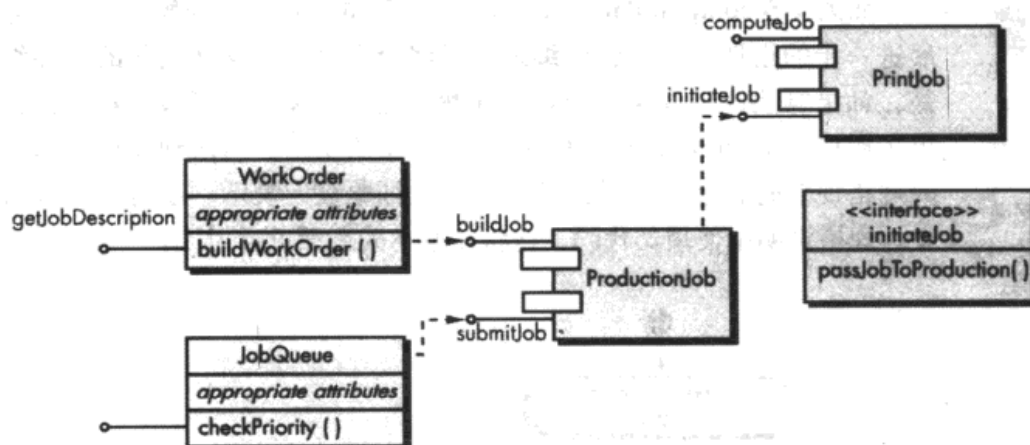 computeJob
PrintJob
initiateJob
WorkOrder
appropriate attributes
getJobDescription
buildWorkOrder ( )
buildJob
<<interface>>
initiateJob
passJobToProduction( )
ProductionJob
submitJob
JobQueue
appropriate attributes
checkPriority ( )